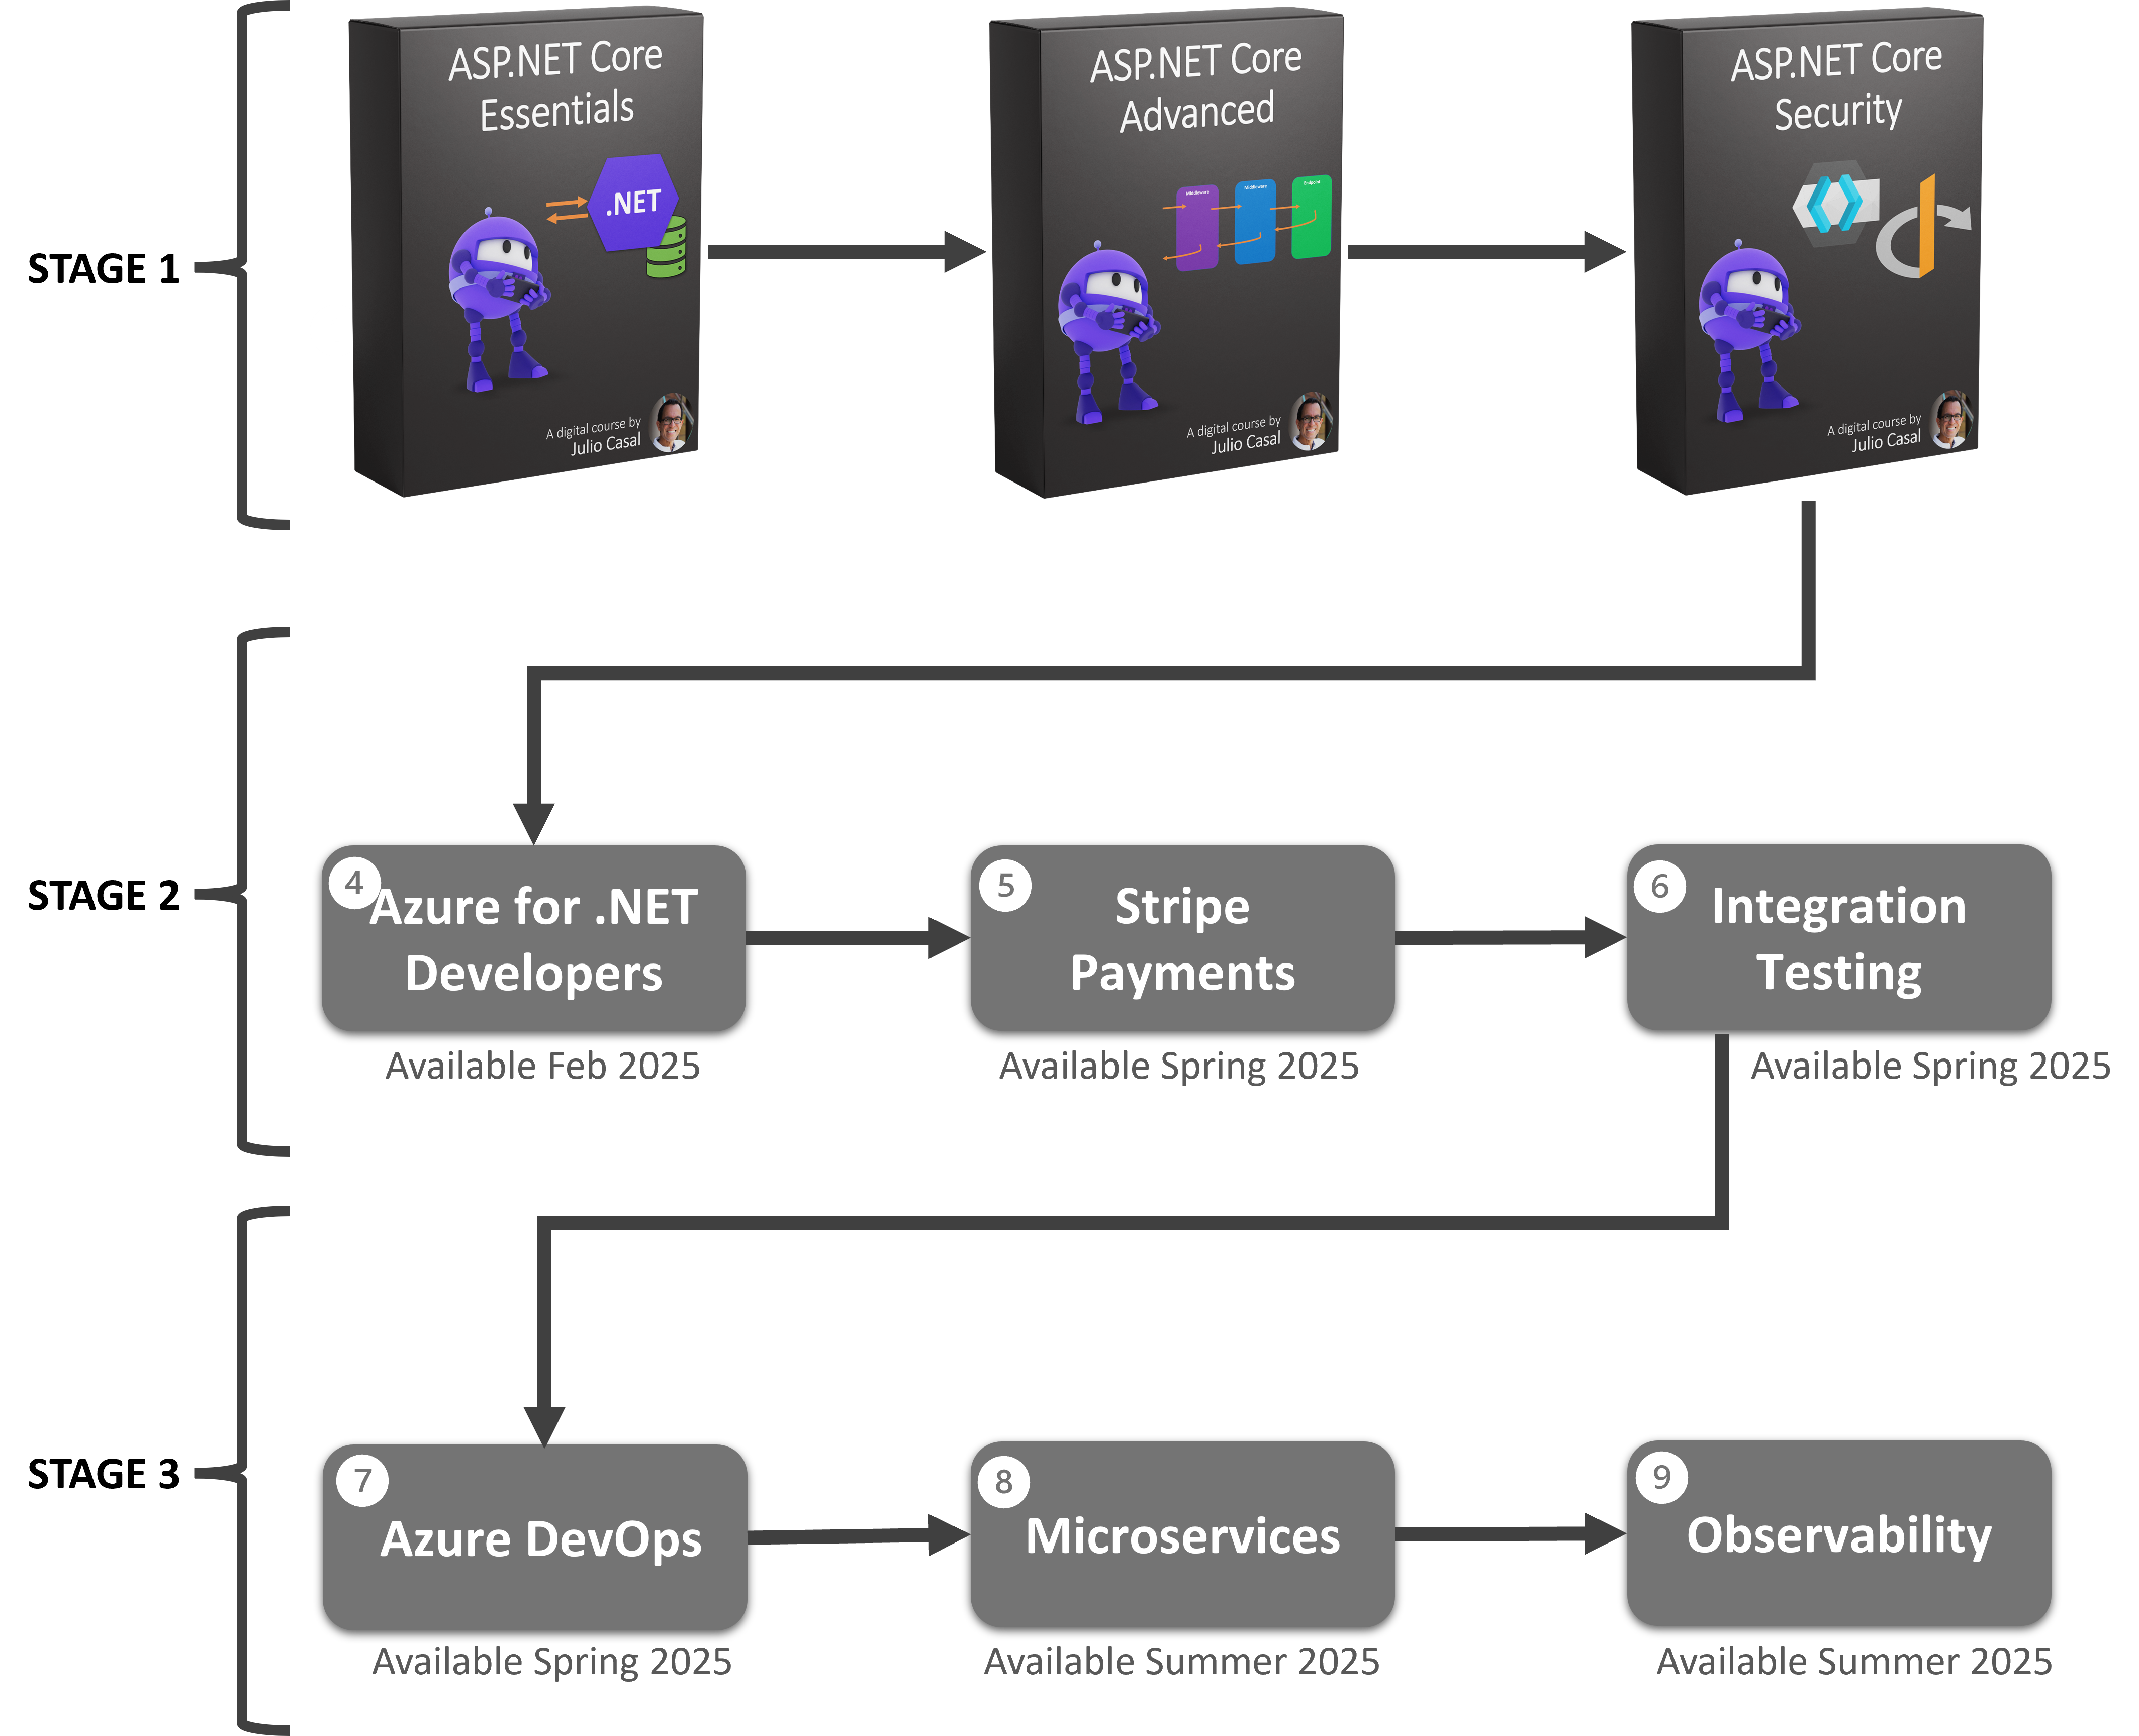 STAGE 1
ASP.NET Core
Essentials
.NET
A digital course by
Julio Casal
ASP.NET Core
Advanced
Middleware
Middleware
Endpoint
A digital course by
Julio Casal
ASP.NET Core
Security
A digital course by
Julio Casal
STAGE 2
4
Azure for .NET
Developers
Available Feb 2025
5
Stripe
Payments
Available Spring 2025
6
Integration
Testing
Available Spring 2025
STAGE 3
7
Azure DevOps
Available Spring 2025
8
Microservices
Available Summer 2025
9
Observability
Available Summer 2025